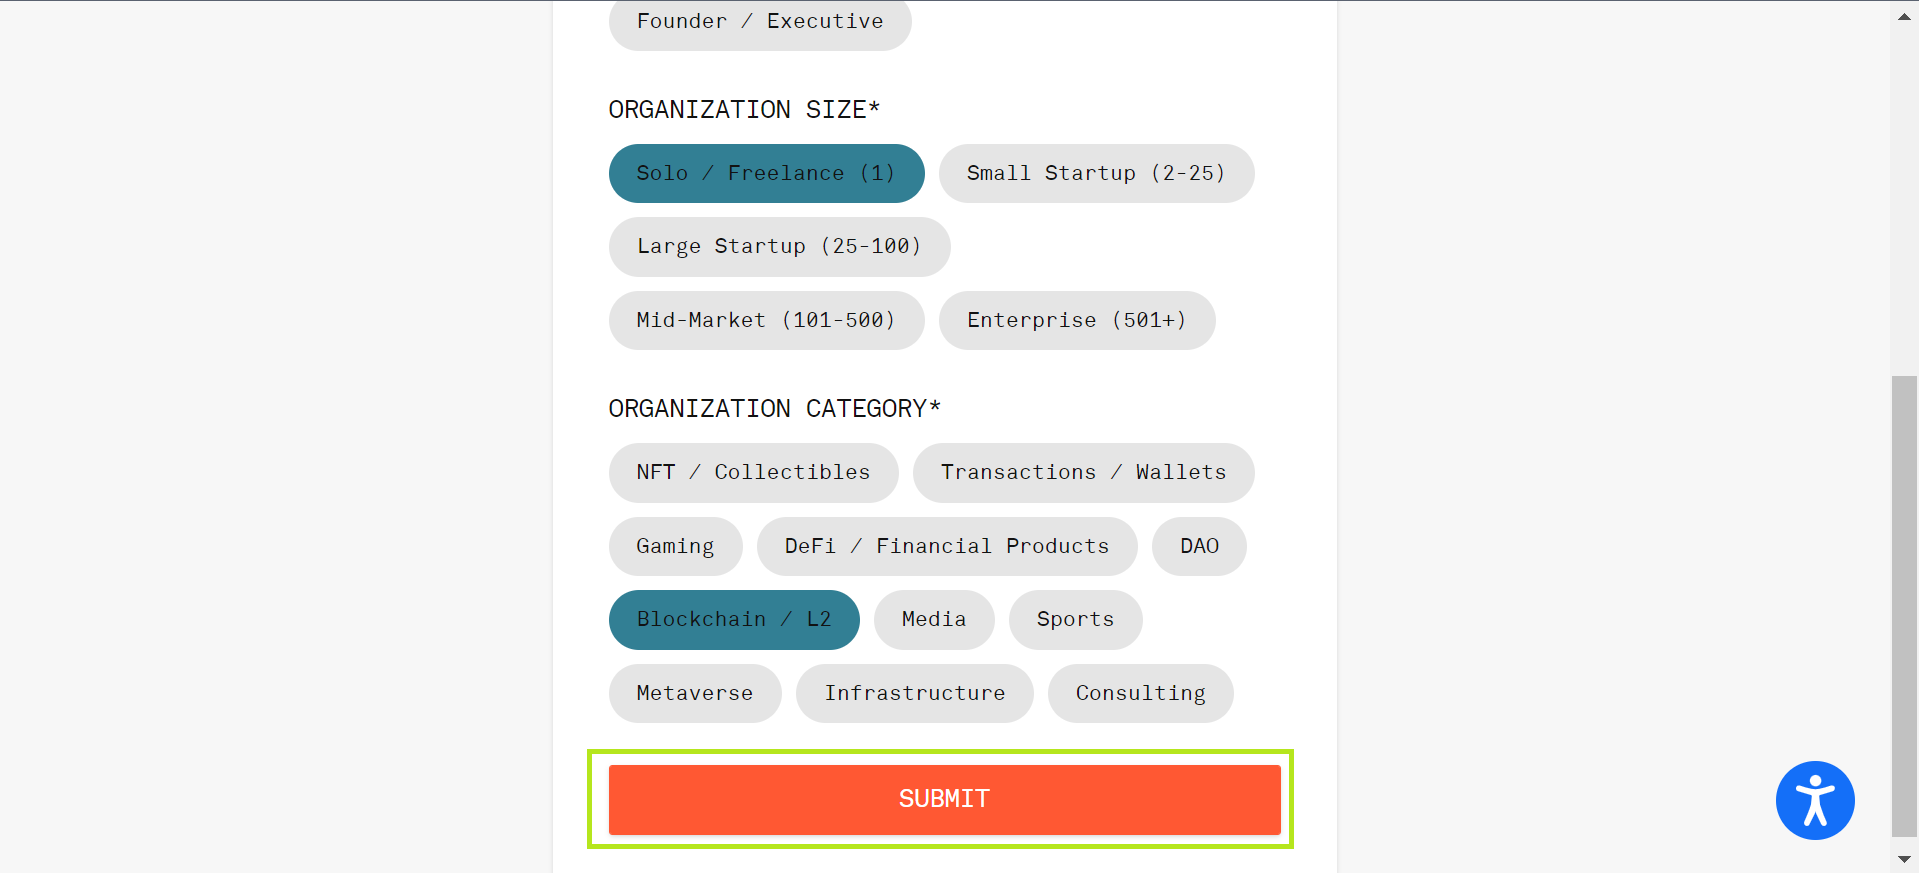 Founder / Executive
ORGANIZATION SIZE*
Solo / Freelance (1) Small Startup (2-25)
Large Startup (25-100)
Mid-Market (101-500) Enterprise (501+)
ORGANIZATION CATEGORY*
NFT / Collectibles Transactions / Wallets
Gaming DeFi / Financial Products DAO
Blockchain / L2 Media Sports
Metaverse Infrastructure Consulting
SUBMIT